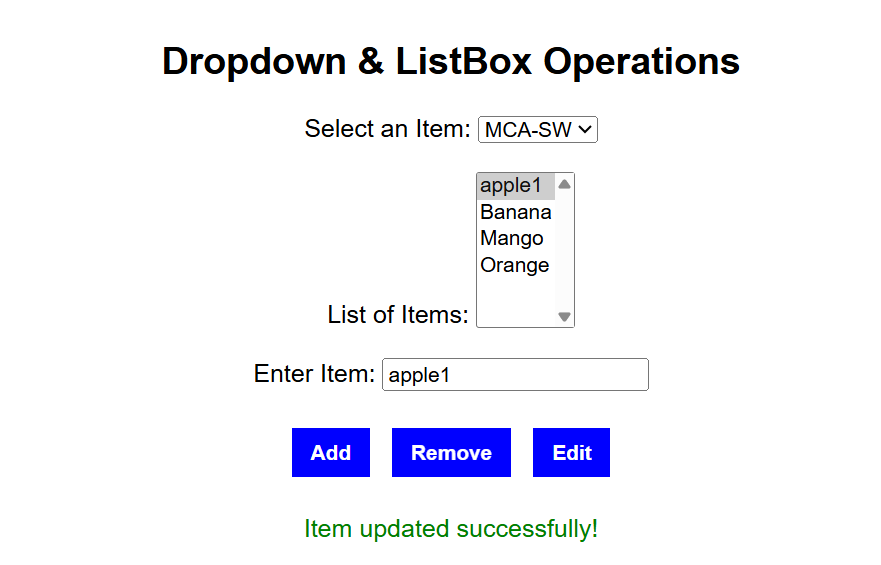 Dropdown & ListBox Operations
Select an Item: MCA-SW
apple1
Banana
Mango
Orange
List of Items:
Enter Item: apple1
Add Remove Edit
Item updated successfully!